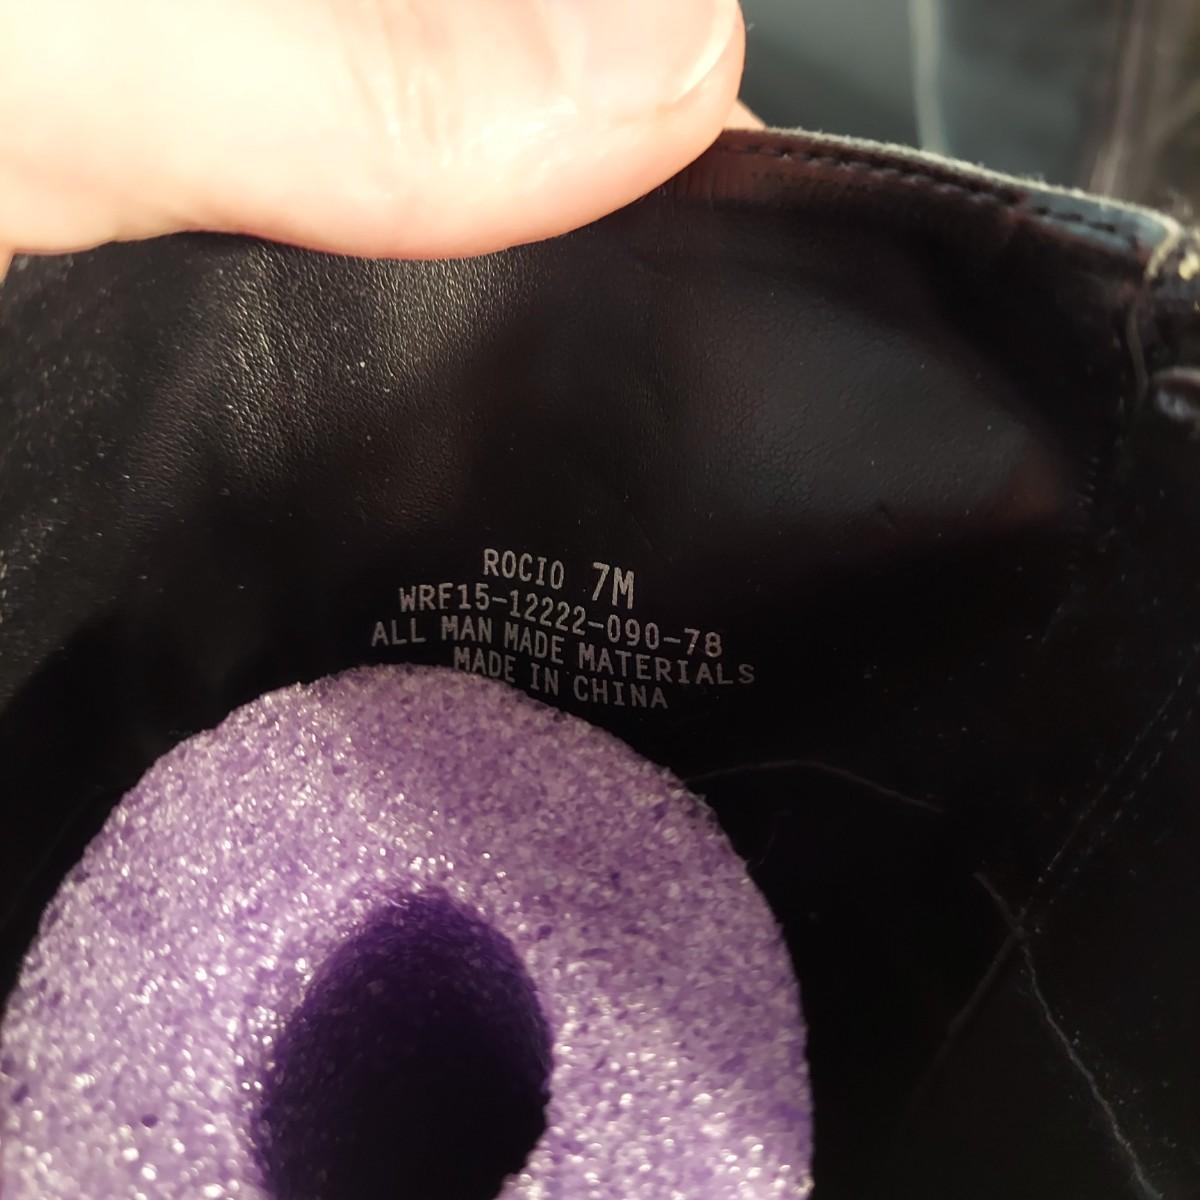 ROCIO 7M
WRF15-12222-090-78
ALL MAN MADE MATERIALS
MADE IN CHINA